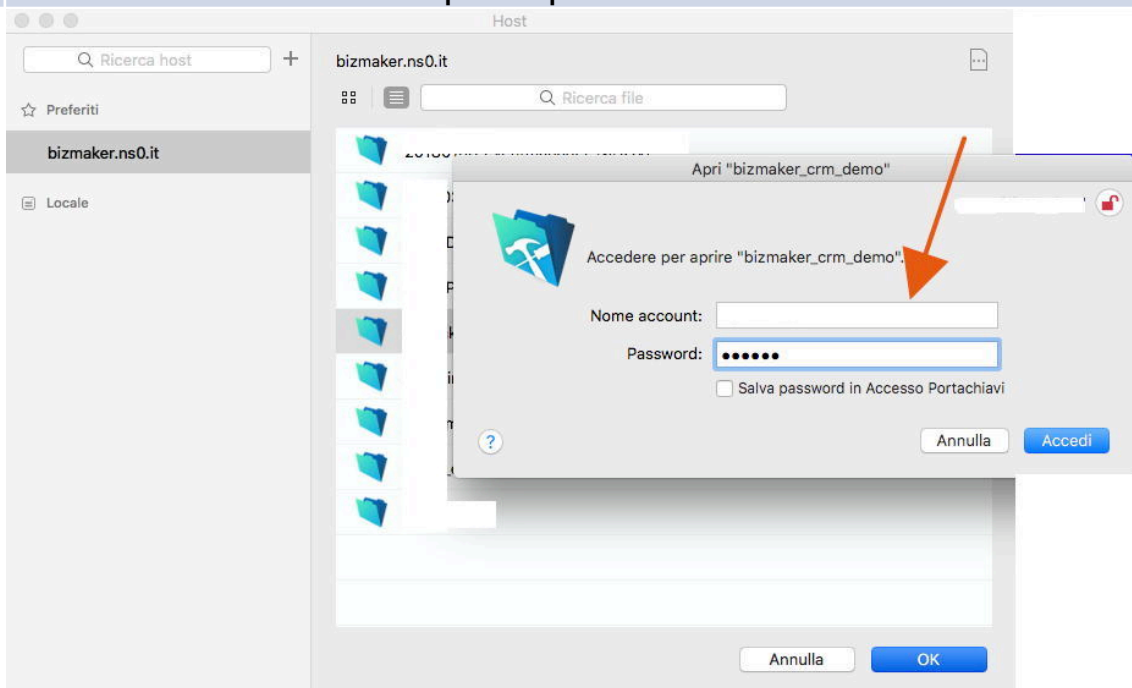 Host
Ricerca host
+
bizmaker.ns0.it
Ricerca file
Preferiti
bizmaker.ns0.it
Locale
Apri "bizmaker_crm_demo"
Accedere per aprire "bizmaker_crm_demo".
Nome account:
Password: ••••••
Salva password in Accesso Portachiavi
?
Annulla
Accedi
Annulla
OK